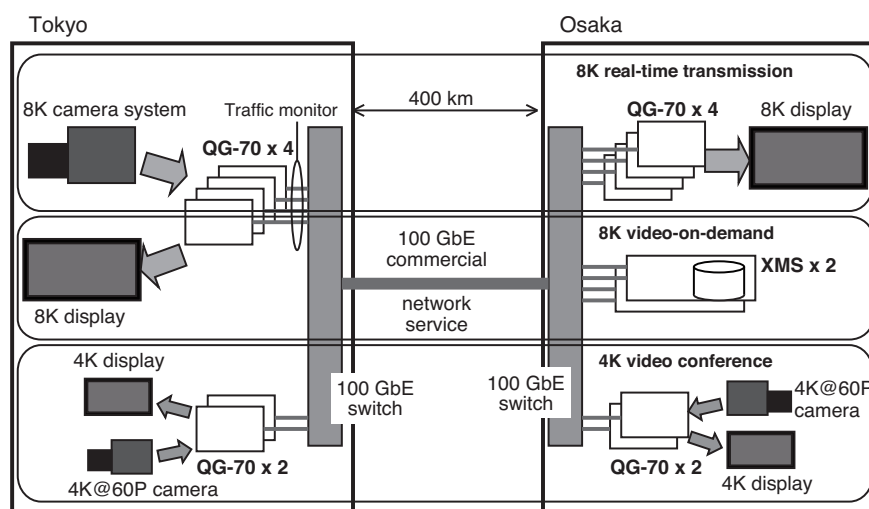 Tokyo
Osaka
8K real-time transmission
8K camera system
Traffic monitor
400 km
QG-70 x 4
QG-70 x 4
8K display
100 GbE
commercial
network
service
8K video-on-demand
XMS x 2
8K display
4K display
100 GbE
switch
100 GbE
switch
4K video conference
4K@60P
camera
QG-70 x 2
4K@60P camera
QG-70 x 2
4K display